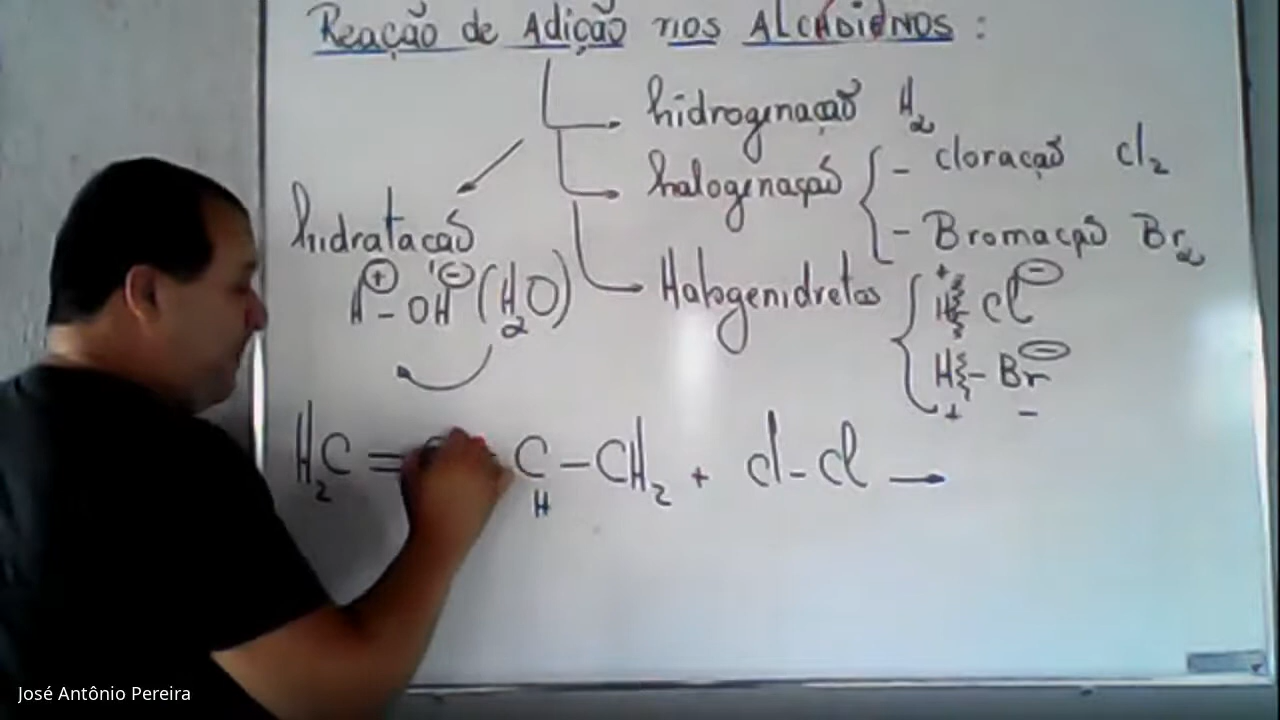 Reação de Adição nos ALCADIENOS :
hidrogenação H2
halogenação { - cloração Cl2
- Bromação Br2
hidratação
H⊕ - OH⊖ (H2O)
Halogenidretos { H+ Cl⊖
H+ - Br⊖ -
H2C = C - C - CH2 + Cl - Cl →
H
José Antônio Pereira